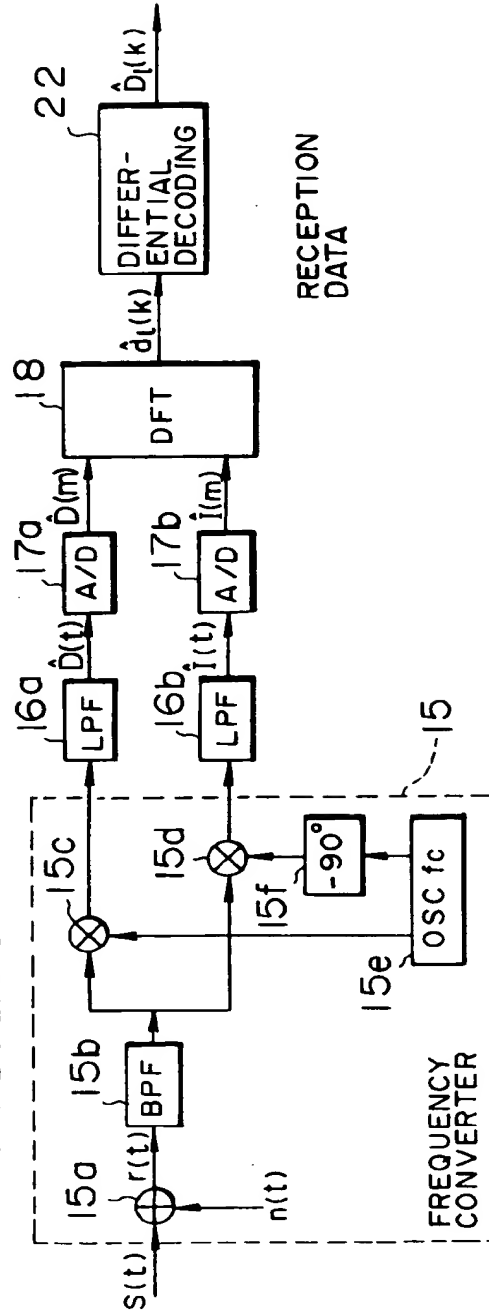 S(t)
15a
r(t)
n(t)
15b
BPF
15c
15d
15f
-90°
15e
OSC fc
FREQUENCY
CONVERTER
15
16a
LPF
D̂(t)
17a
A/D
D̂(m)
16b
LPF
Î(t)
17b
A/D
Î(m)
18
DFT
d̂l(k)
22
DIFFER-
ENTIAL
DECODING
D̂l(k)
RECEPTION
DATA